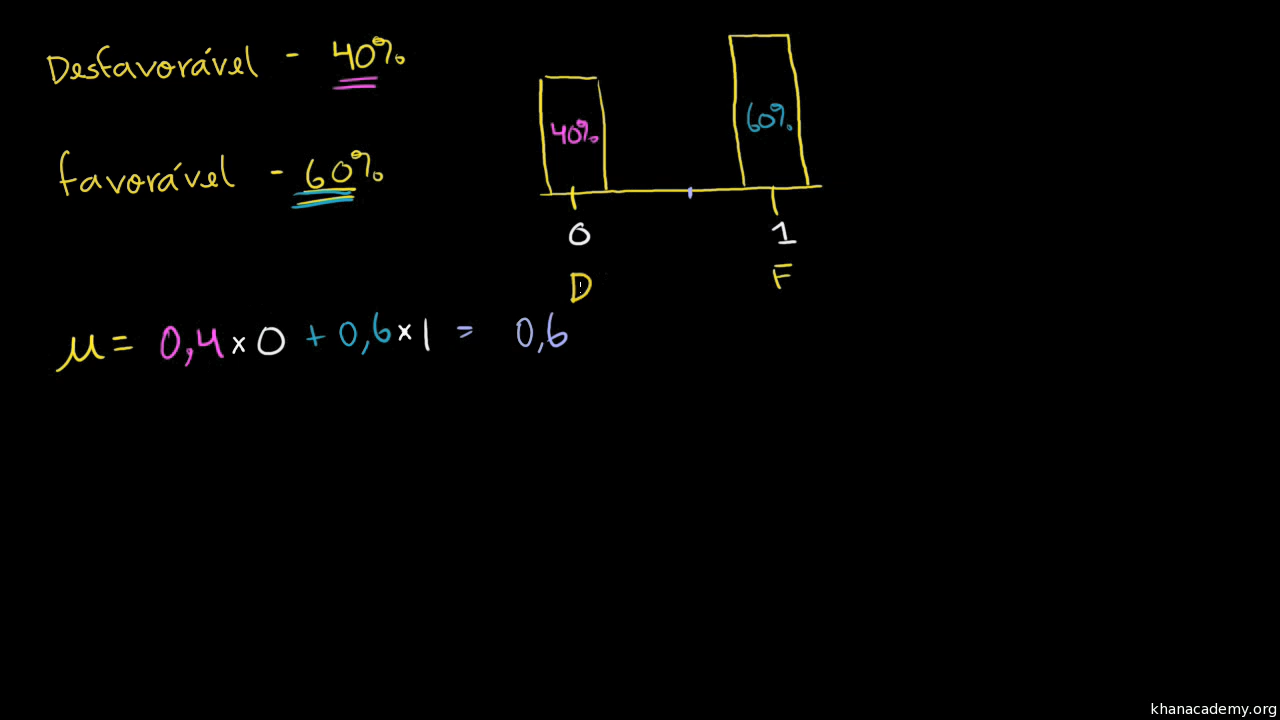 Desfavorável - 40%
favorável - 60%
40%
60%
0
1
D
F
μ = 0,4 × 0 + 0,6 × 1 = 0,6
khanacademy.org